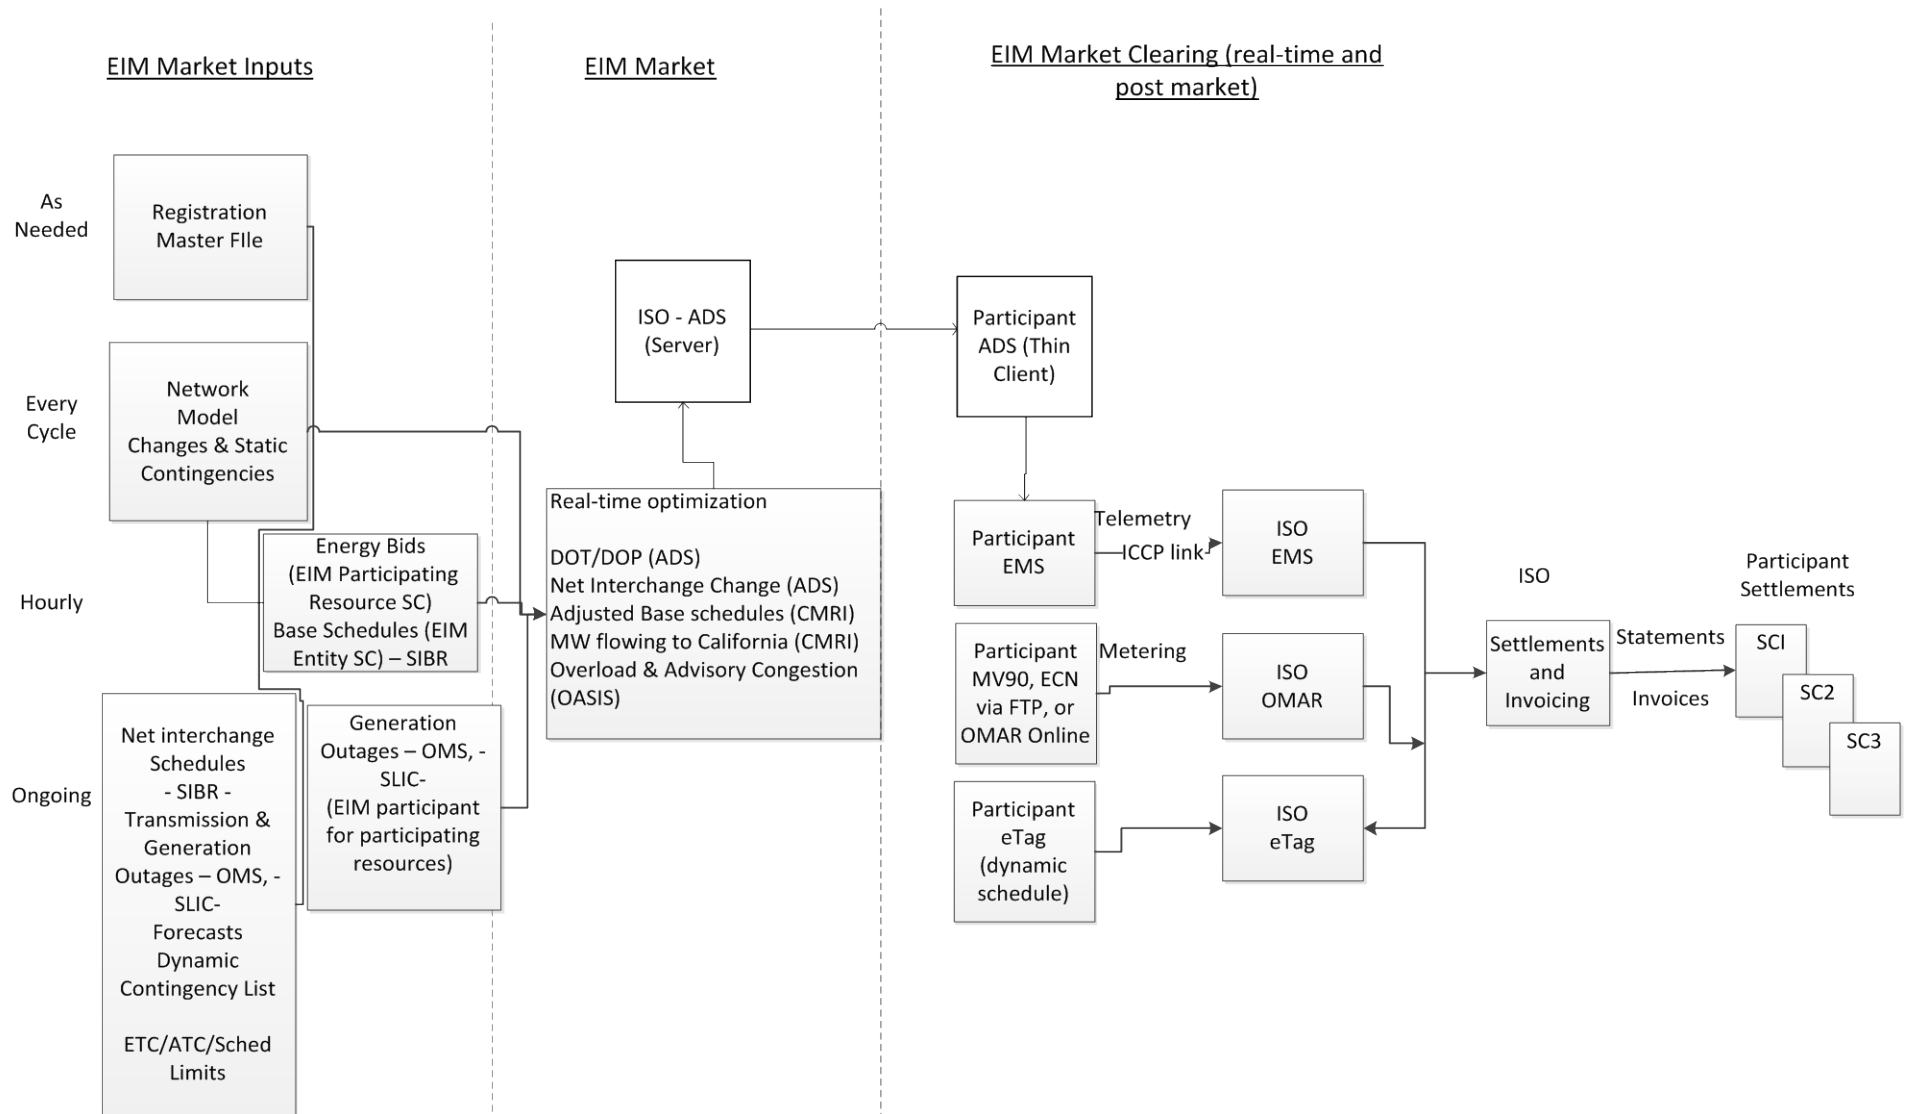 EIM Market Inputs
EIM Market
EIM Market Clearing (real-time and
post market)
As
Needed
Registration
Master FIle
Every
Cycle
Network
Model
Changes & Static
Contingencies
Hourly
Energy Bids
(EIM Participating
Resource SC)
Base Schedules (EIM
Entity SC) – SIBR
Ongoing
Net interchange
Schedules
- SIBR -
Transmission &
Generation
Outages – OMS, -
SLIC-
Forecasts
Dynamic
Contingency List
ETC/ATC/Sched
Limits
Generation
Outages – OMS, -
SLIC-
(EIM participant
for participating
resources)
ISO - ADS
(Server)
Real-time optimization
DOT/DOP (ADS)
Net Interchange Change (ADS)
Adjusted Base schedules (CMRI)
MW flowing to California (CMRI)
Overload & Advisory Congestion
(OASIS)
Participant
ADS (Thin
Client)
Participant
EMS
Telemetry
ICCP link
ISO
EMS
Participant
MV90, ECN
via FTP, or
OMAR Online
Metering
ISO
OMAR
Participant
eTag
(dynamic
schedule)
ISO
eTag
ISO
Settlements
and
Invoicing
Statements
Invoices
Participant
Settlements
SCI
SC2
SC3